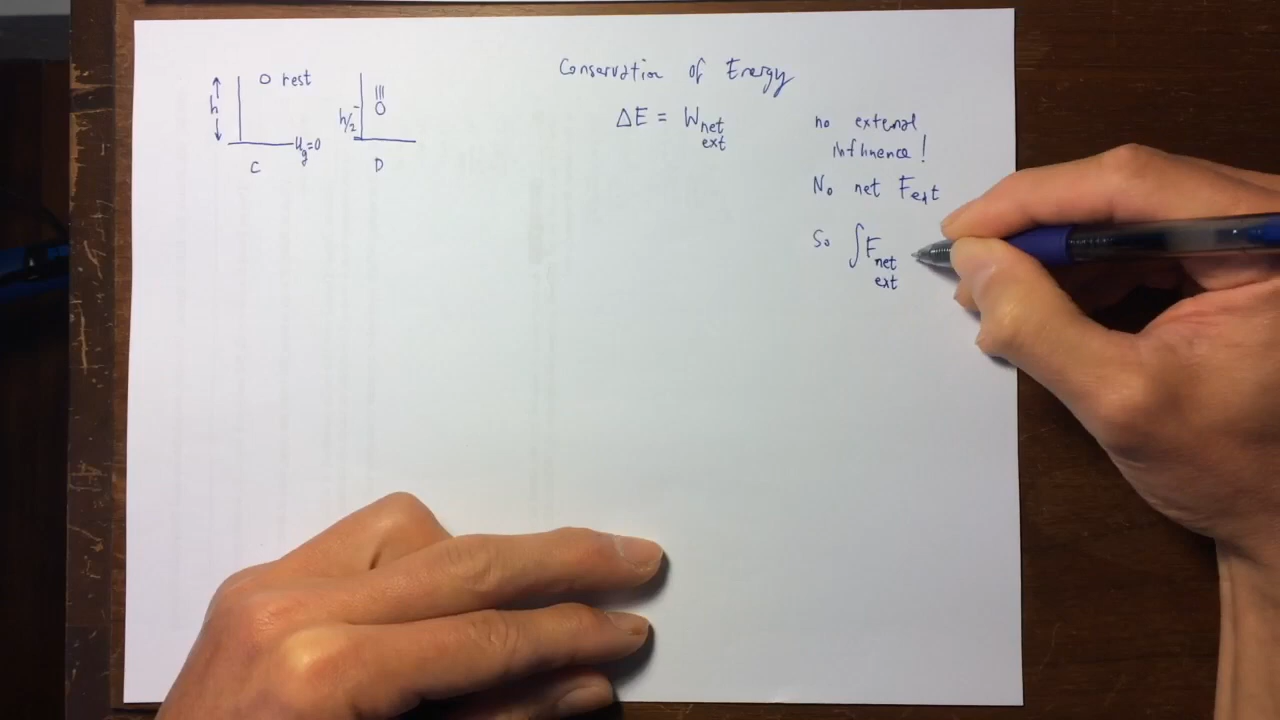 Conservation of Energy
h
rest
U_g=0
C
h/2
D
ΔE = W_net ext
no external
influence!
No net F_ext
So ∫F_net ext